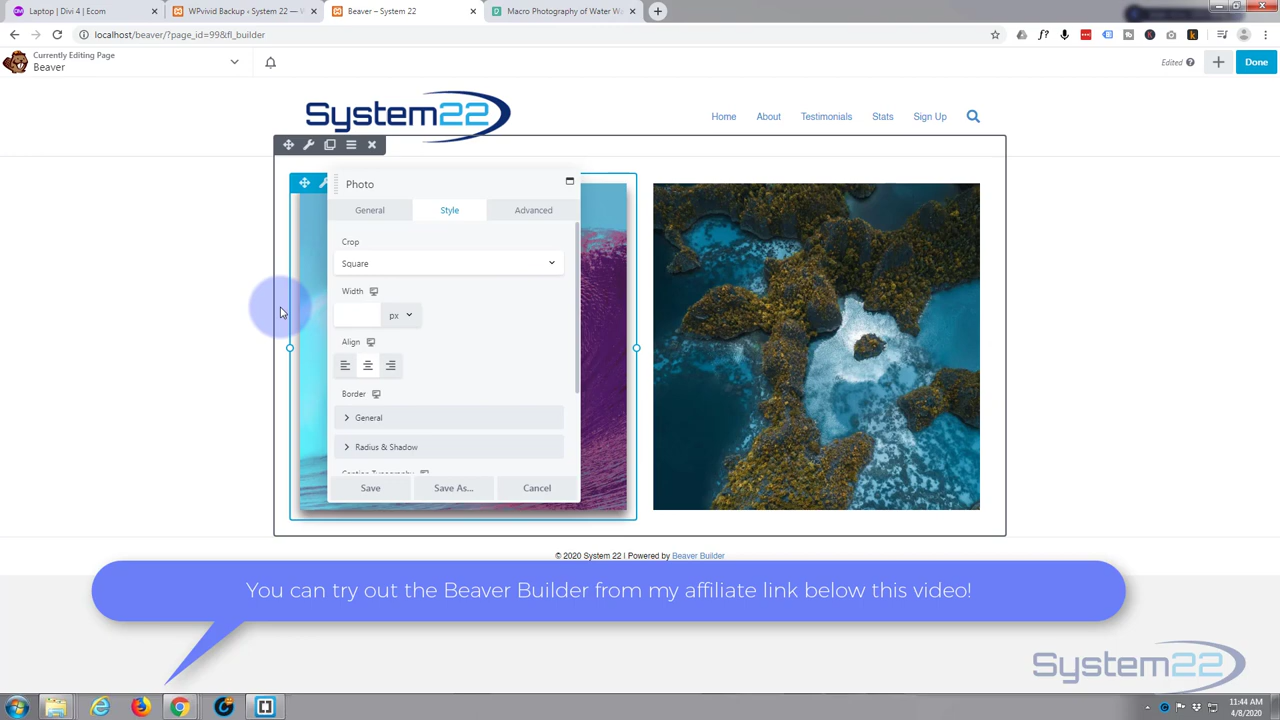 Laptop | Divi 4 | Ecom
WPvivid Backup ‹ System 22 — W
Beaver – System 22
Macro Photography of Water Wa
localhost/beaver/?page_id=99&fl_builder
Currently Editing Page
Beaver
Edited
Done
System22
Home
About
Testimonials
Stats
Sign Up
Photo
General
Style
Advanced
Crop
Square
Width
px
Align
Border
General
Radius & Shadow
Caption Typography
Save
Save As...
Cancel
© 2020 System 22 | Powered by Beaver Builder
You can try out the Beaver Builder from my affiliate link below this video!
System22
11:44 AM
4/8/2020